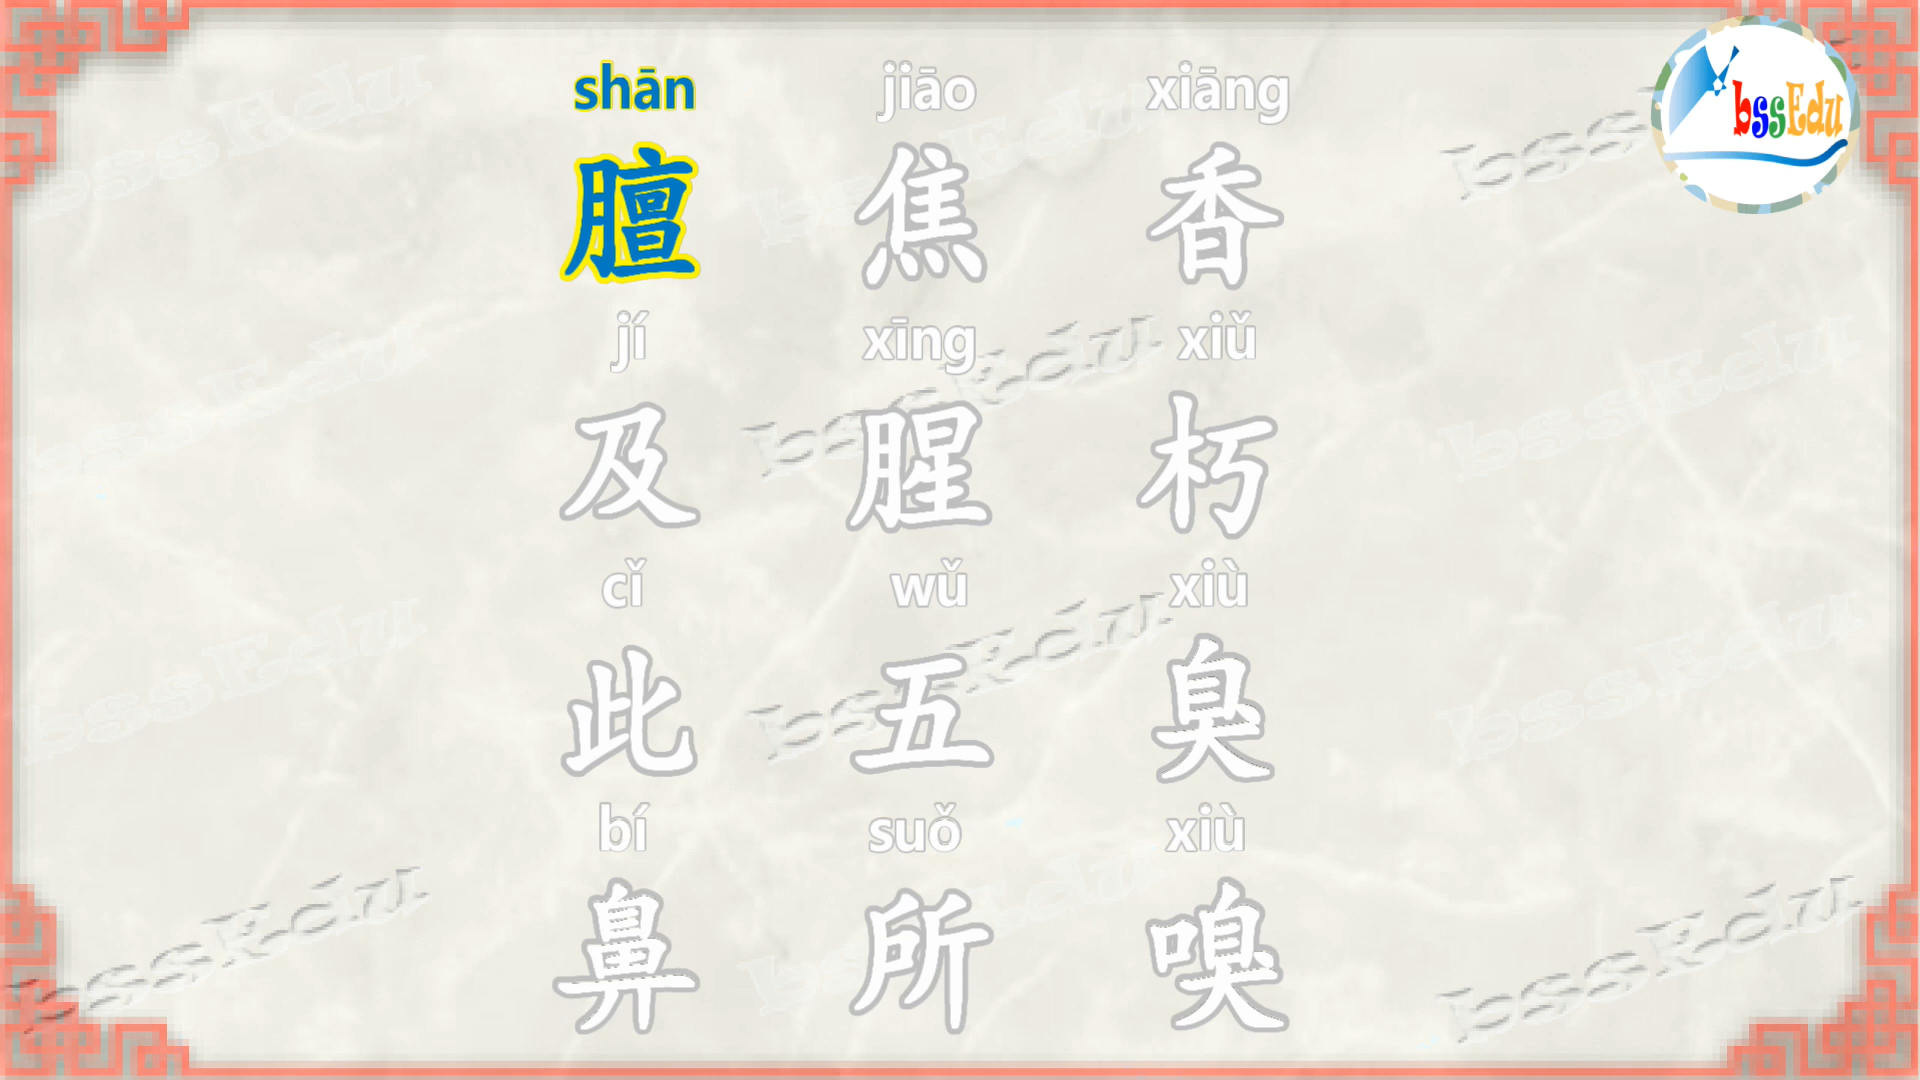 shān jiāo xiāng
膻 焦 香
jí xīng xiǔ
及 腥 朽
cǐ wǔ xiù
此 五 臭
bí suǒ xiù
鼻 所 嗅
bssEdu